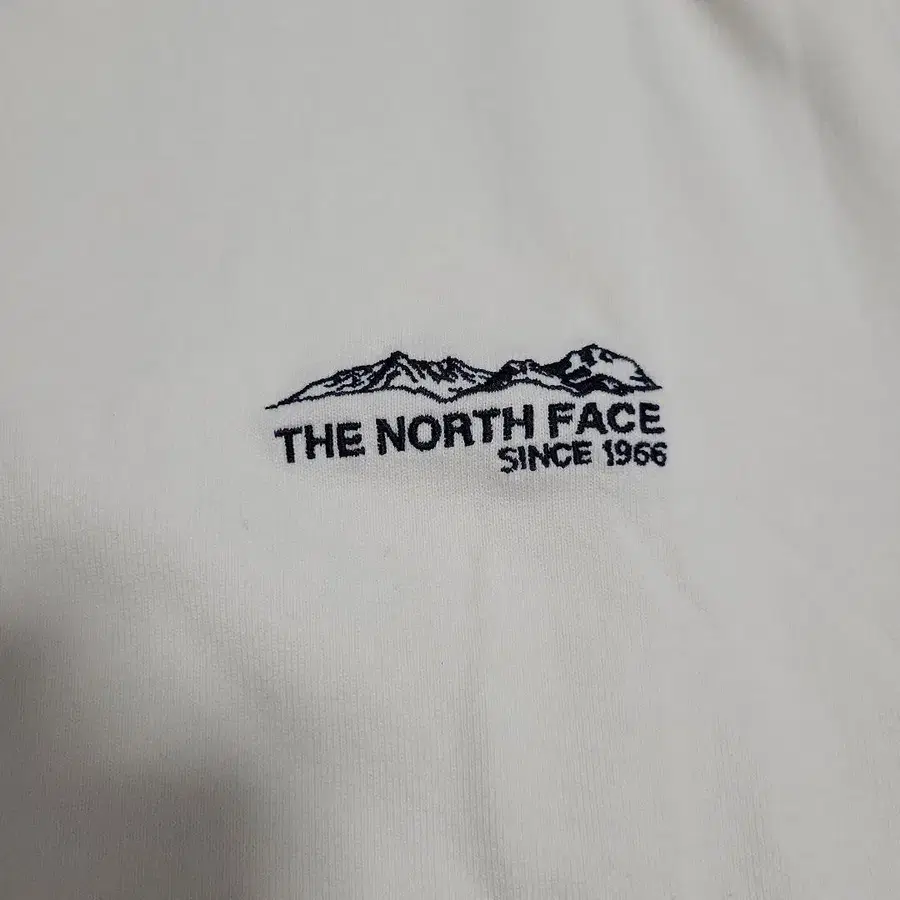 THE NORTH FACE
SINCE 1966